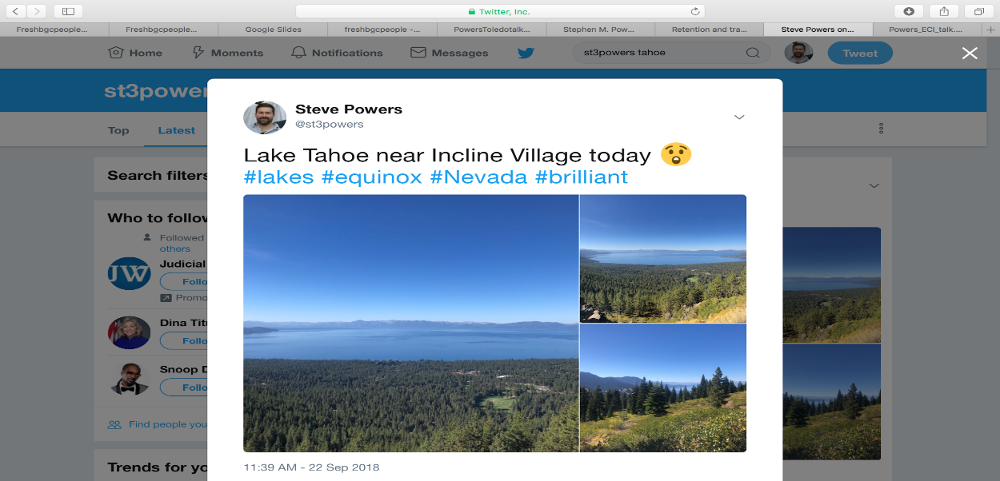 Twitter, Inc.
Freshbgcpeople...
Freshbgcpeople...
Google Slides
freshbgcpeople -...
PowersToledotalk...
Stephen M. Pow...
Retention and tra...
Steve Powers on...
Powers_ECI_talk....
Home
Moments
Notifications
Messages
st3powers tahoe
Tweet
st3power
Top
Latest
Search filters
Who to follow
Followed
others
JW
Judicial
Follo
Promo
Dina Tit
Follo
Snoop D
Follo
Find people you
Trends for yo
Steve Powers
@st3powers
Lake Tahoe near Incline Village today 😲
#lakes #equinox #Nevada #brilliant
11:39 AM - 22 Sep 2018